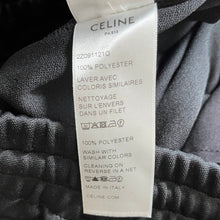 CELINE
PARIS
2Z091121O
100% POLYESTER
LAVER AVEC
COLORIS SIMILAIRES
NETTOYAGE
SUR L'ENVERS
DANS UN FILET
100% POLYESTER
WASH WITH
SIMILAR COLORS
CLEANING ON
REVERSE IN A NET
MADE IN ITALY
CELINE.COM